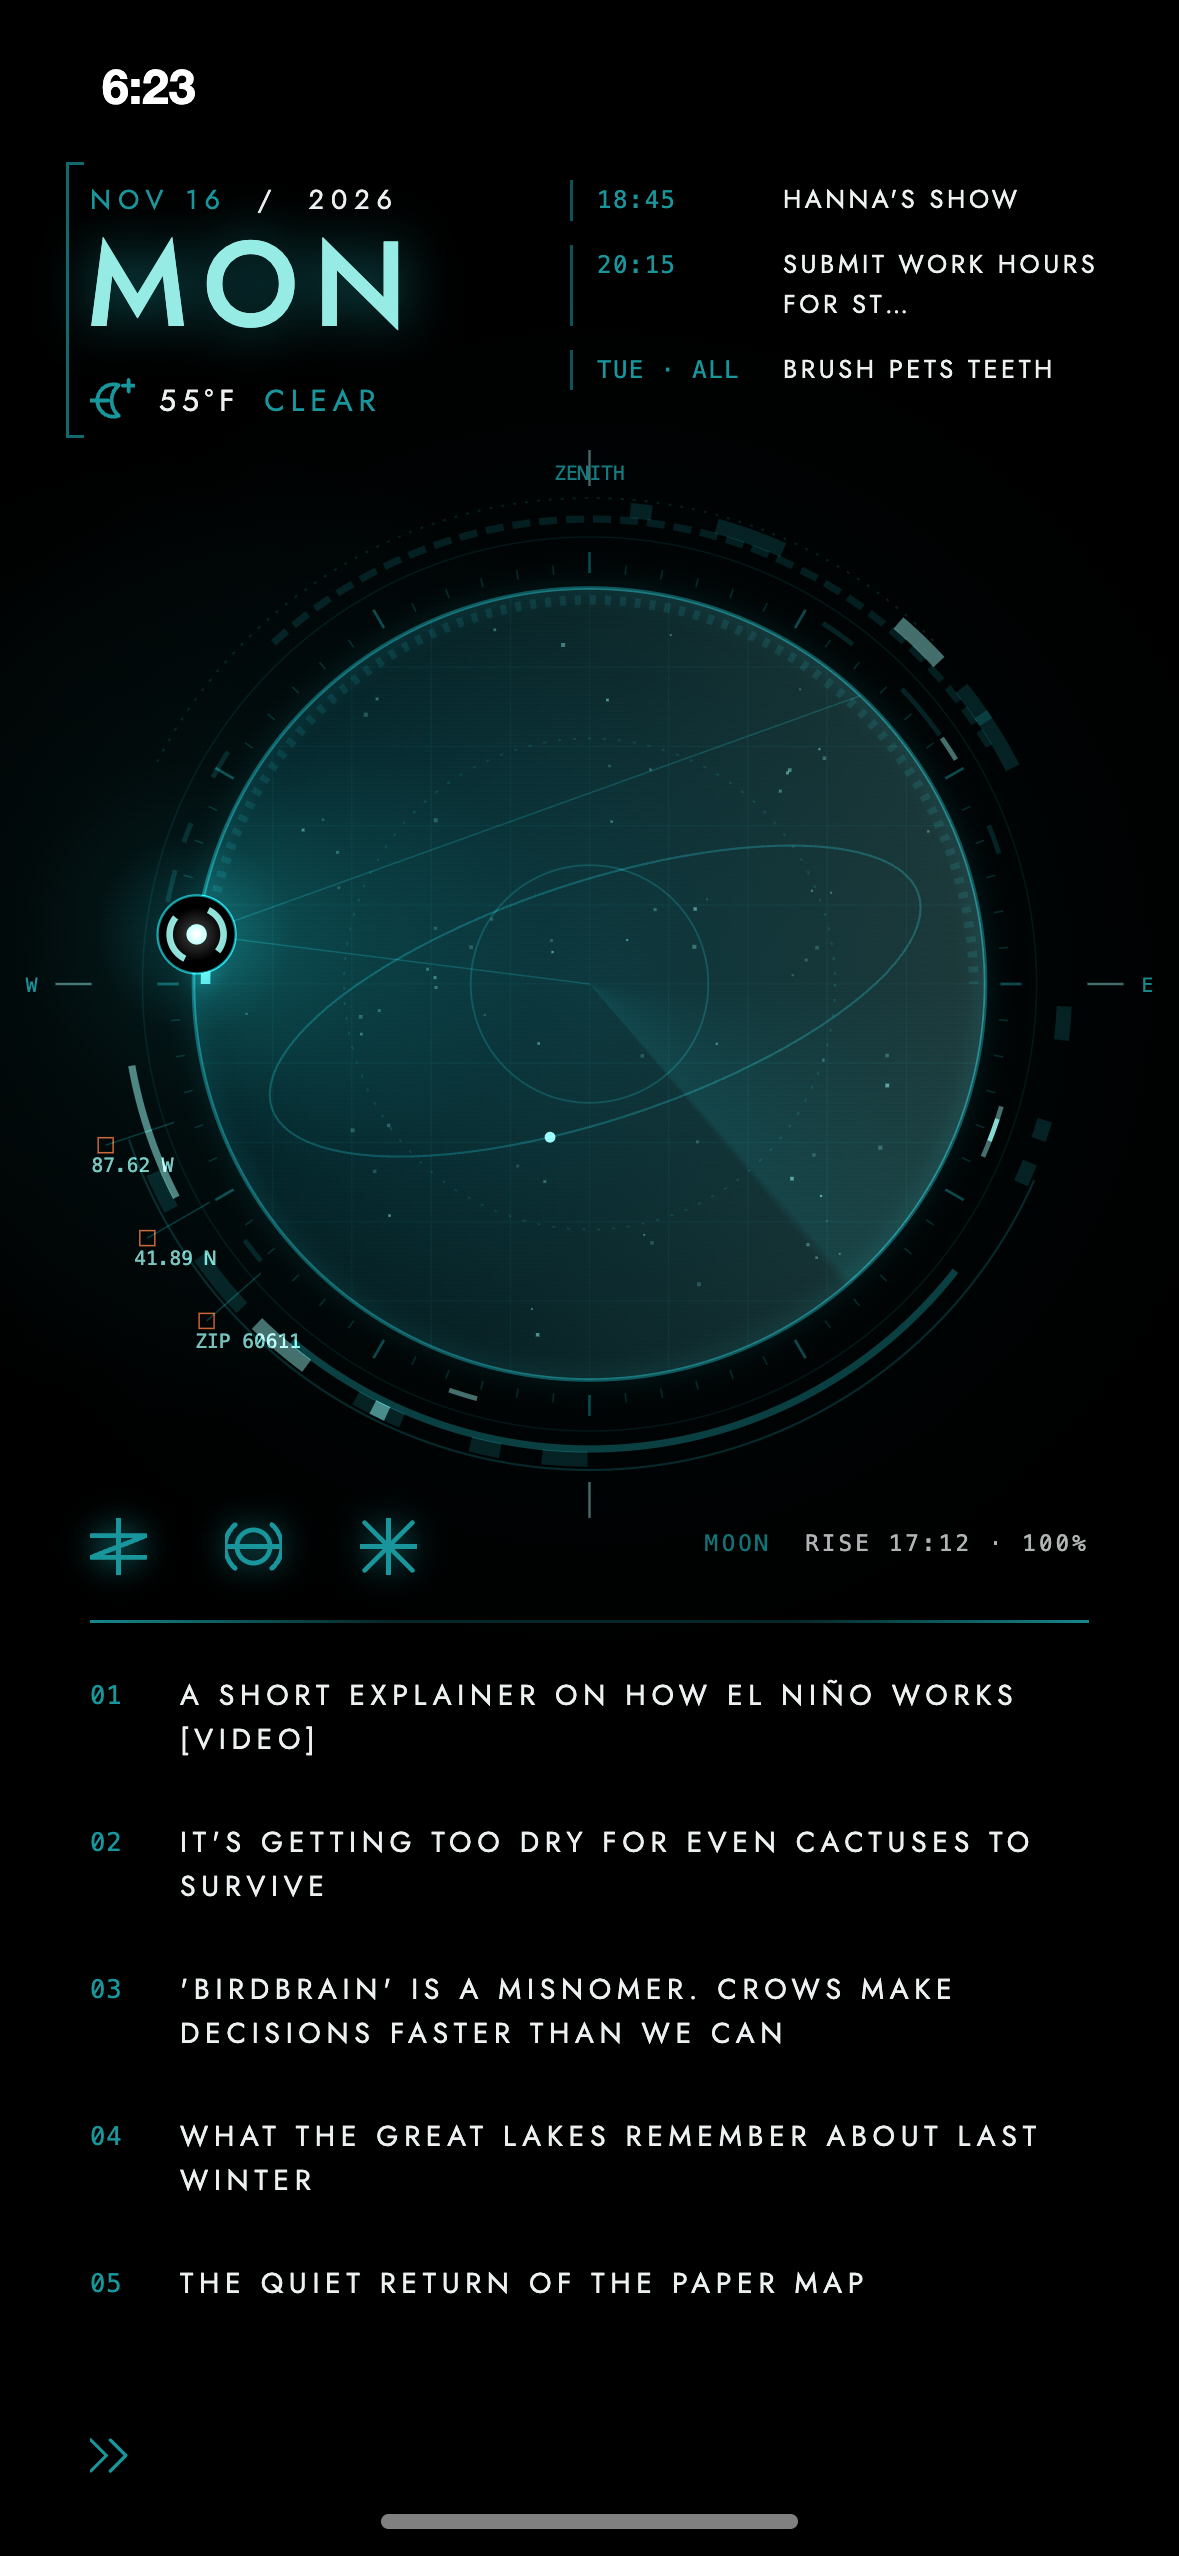 6:23
NOV 16 / 2026
MON
55°F CLEAR
18:45 HANNA'S SHOW
20:15 SUBMIT WORK HOURS
FOR ST...
TUE · ALL BRUSH PETS TEETH
ZENITH
W
E
87.62 W
41.89 N
ZIP 60611
MOON RISE 17:12 · 100%
01 A SHORT EXPLAINER ON HOW EL NIÑO WORKS
[VIDEO]
02 IT'S GETTING TOO DRY FOR EVEN CACTUSES TO
SURVIVE
03 'BIRDBRAIN' IS A MISNOMER. CROWS MAKE
DECISIONS FASTER THAN WE CAN
04 WHAT THE GREAT LAKES REMEMBER ABOUT LAST
WINTER
05 THE QUIET RETURN OF THE PAPER MAP